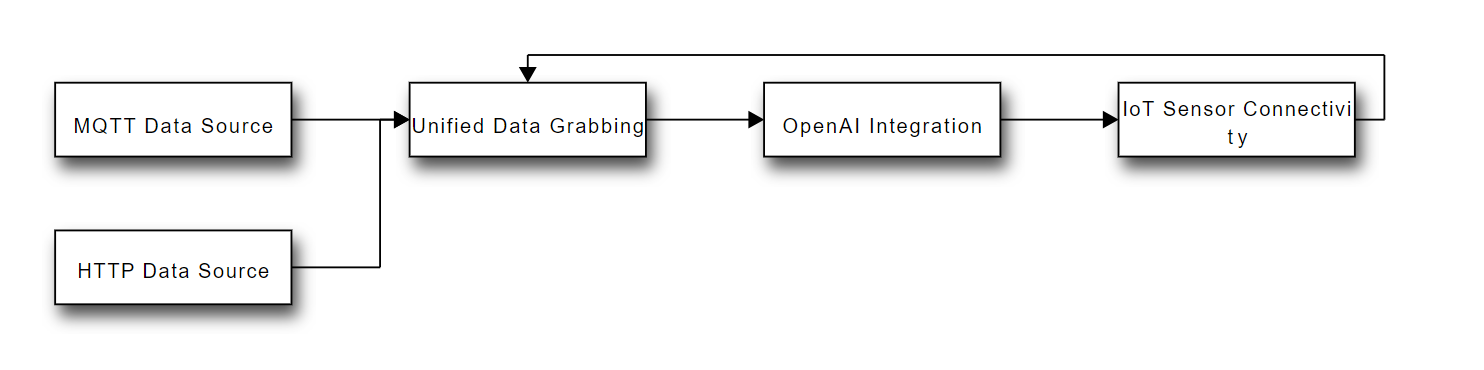 MQTT Data Source
Unified Data Grabbing
OpenAI Integration
IoT Sensor Connectivi
ty
HTTP Data Source